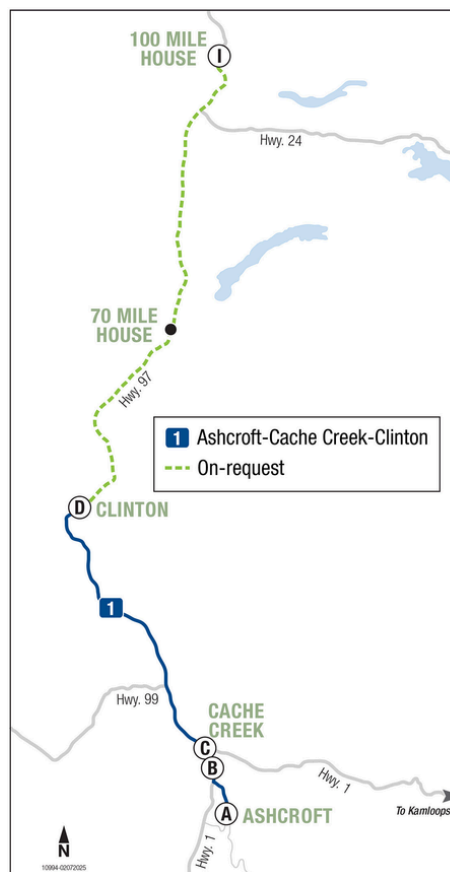 100 MILE
HOUSE
I
Hwy. 24
70 MILE
HOUSE
Hwy. 97
1 Ashcroft-Cache Creek-Clinton
On-request
D CLINTON
1
Hwy. 99
CACHE
CREEK
C
B
Hwy. 1
A ASHCROFT
To Kamloops
Hwy. 1
N
10994-02072025